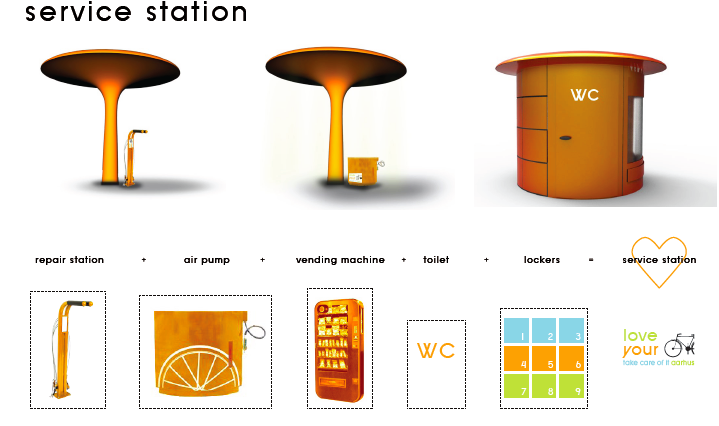 service station
WC
repair station + air pump + vending machine + toilet + lockers = service station
WC
1 2 3
4 5 6
7 8 9
love
your
take care of it aarhus